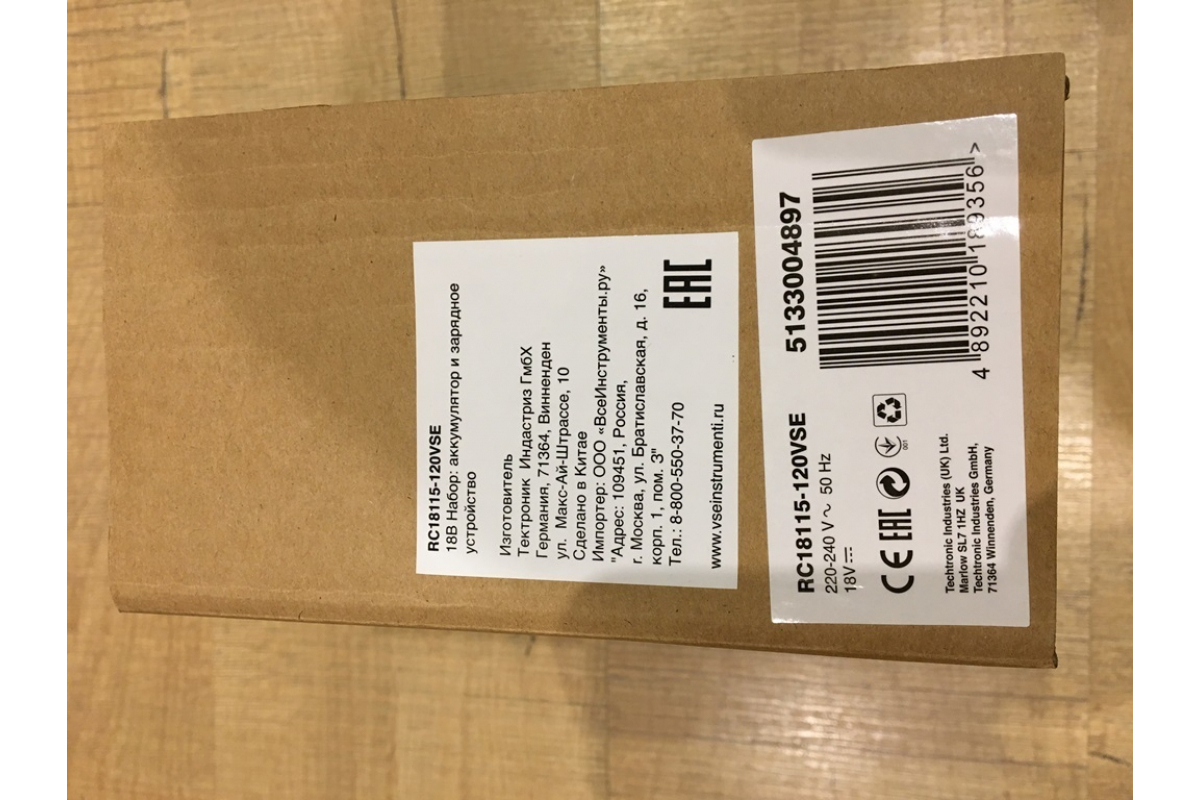 RC18115-120VSE
18В Набор: аккумулятор и зарядное
устройство
Изготовитель
Тектроник Индастриз ГмбХ
Германия, 71364, Винненден
ул. Макс-Ай-Штрассе, 10
Сделано в Китае
Импортер: ООО «ВсеИнструменты.ру»
"Адрес: 109451, Россия,
г. Москва, ул. Братиславская, д. 16,
корп. 1, пом. 3"
Тел.: 8-800-550-37-70
www.vseinstrumenti.ru
EAC
RC18115-120VSE
5133004897
220-240 V ~ 50 Hz
18V ⎓
CE EAC
001
Techtronic Industries (UK) Ltd.
Marlow SL7 1HZ UK
Techtronic Industries GmbH,
71364 Winnenden, Germany
4 892210 189356 >